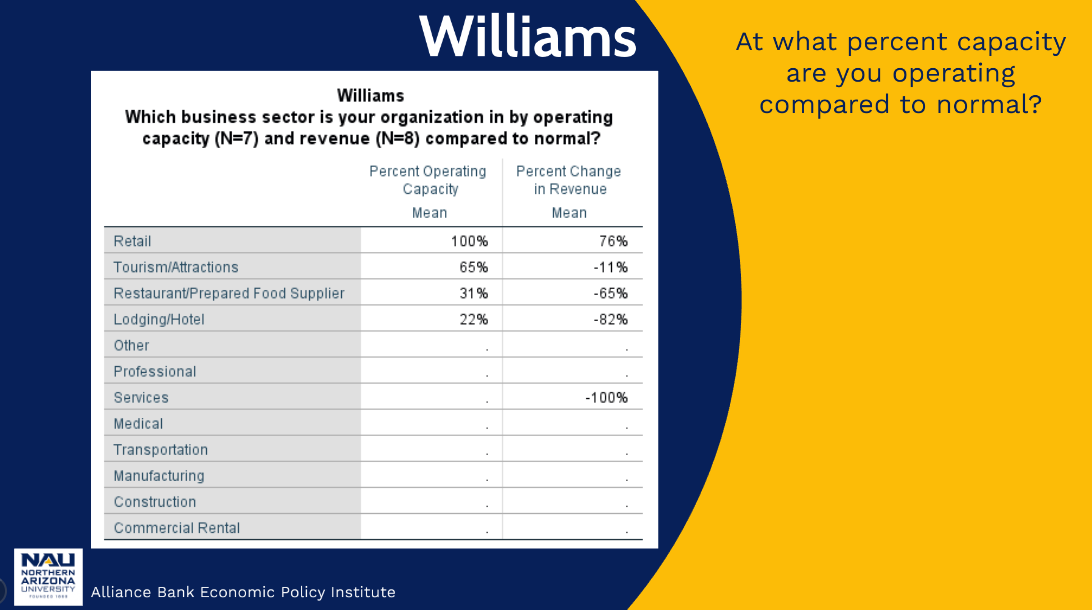 Williams
At what percent capacity
are you operating
compared to normal?
Williams
Which business sector is your organization in by operating
capacity (N=7) and revenue (N=8) compared to normal?
Percent Operating Capacity Percent Change in Revenue
Mean Mean
Retail 100% 76%
Tourism/Attractions 65% -11%
Restaurant/Prepared Food Supplier 31% -65%
Lodging/Hotel 22% -82%
Other . .
Professional . .
Services . -100%
Medical . .
Transportation . .
Manufacturing . .
Construction . .
Commercial Rental . .
NAU
NORTHERN
ARIZONA
UNIVERSITY
FOUNDED 1899
Alliance Bank Economic Policy Institute